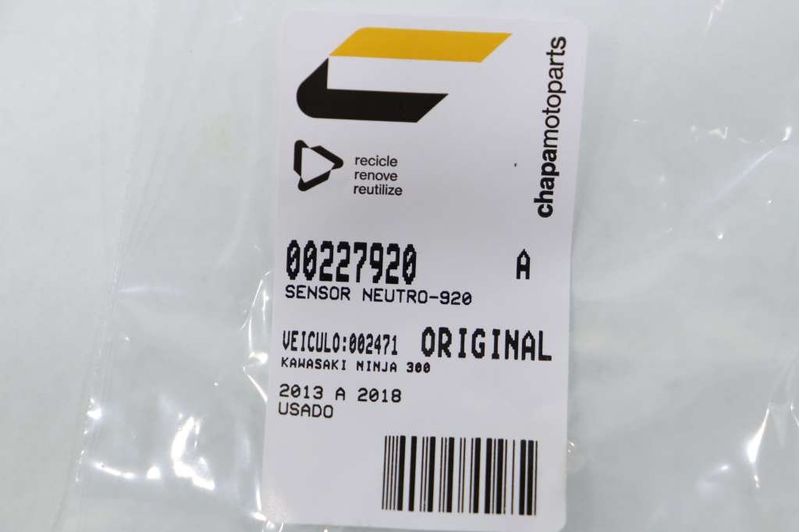 chapamotoparts
recicle
renove
reutilize
00227920 A
SENSOR NEUTRO-920
VEICULO:002471 ORIGINAL
KAWASAKI NINJA 300
2013 A 2018
USADO